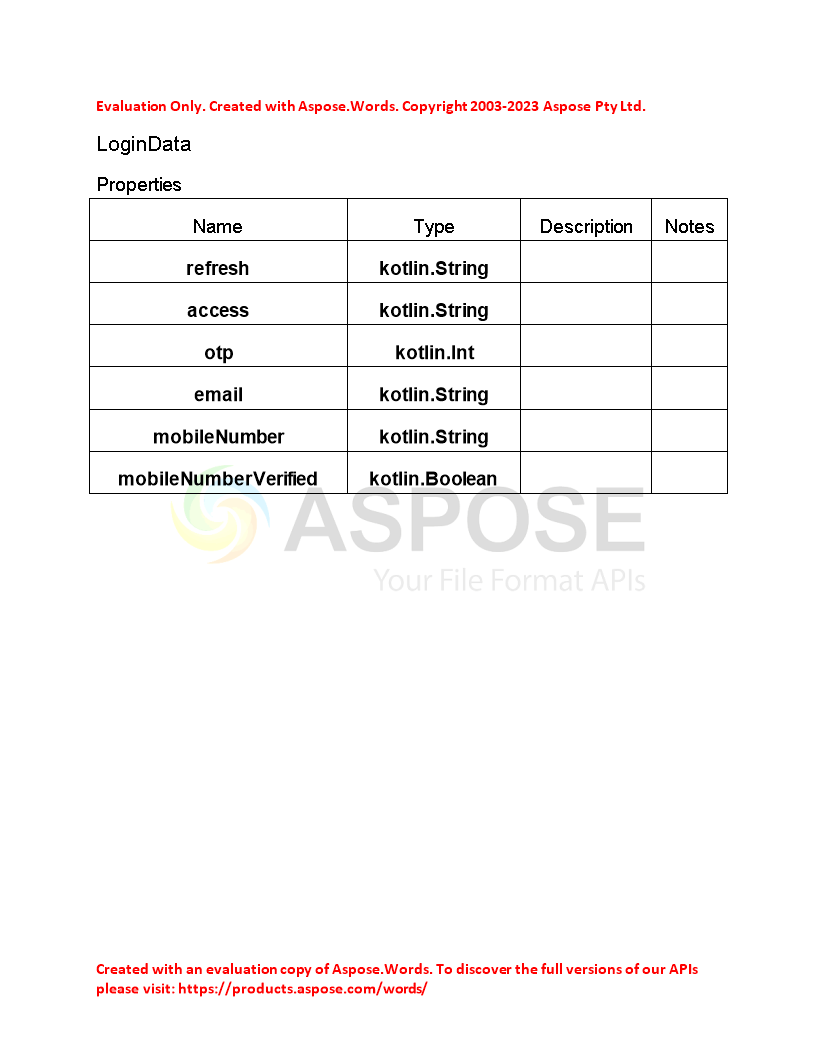 Evaluation Only. Created with Aspose.Words. Copyright 2003-2023 Aspose Pty Ltd.
LoginData
Properties
Name Type Description Notes
refresh kotlin.String
access kotlin.String
otp kotlin.Int
email kotlin.String
mobileNumber kotlin.String
mobileNumberVerified kotlin.Boolean
ASPOSE
Your File Format APIs
Created with an evaluation copy of Aspose.Words. To discover the full versions of our APIs
please visit: https://products.aspose.com/words/